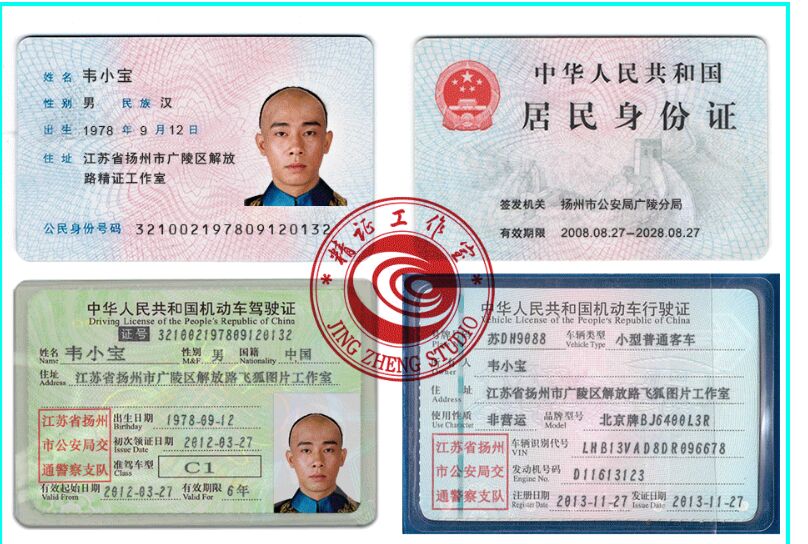 姓名 韦小宝
性别 男 民族 汉
出生 1978 年 9 月 12 日
住址 江苏省扬州市广陵区解放
路精证工作室
公民身份号码 321002197809120132
中华人民共和国
居民身份证
签发机关 扬州市公安局广陵分局
有效期限 2008.08.27-2028.08.27
*精证工作室*
JING ZHENG STUDIO
中华人民共和国机动车驾驶证
Driving License of the People's Republic of China
证号 321002197809120132
姓名 韦小宝 性别 男 国籍 中国
Name M&F Nationality
住址 江苏省扬州市广陵区解放路飞狐图片工作室
Address
江苏省扬州
市公安局交
通警察支队
出生日期 1978-09-12
Birthday
初次领证日期 2012-03-27
Issue Date
准驾车型 C1
Class
有效起始日期 2012-03-27 有效期限 6年
Valid From Valid For
中华人民共和国机动车行驶证
Vehicle License of the People's Republic of China
苏DH9088 车辆类型 小型普通客车
Vehicle Type
人 韦小宝
Owner
住址 江苏省扬州市广陵区解放路飞狐图片工作室
Address
使用性质 非营运 品牌型号 北京牌BJ6400L3R
Use Character Model
江苏省扬州
市公安局交
通警察支队
车辆识别代号 LHB13VAD8DR096678
VIN
发动机号码 D11613123
Engine No.
注册日期 2013-11-27 发证日期 2013-11-27
Register Date Issue Date